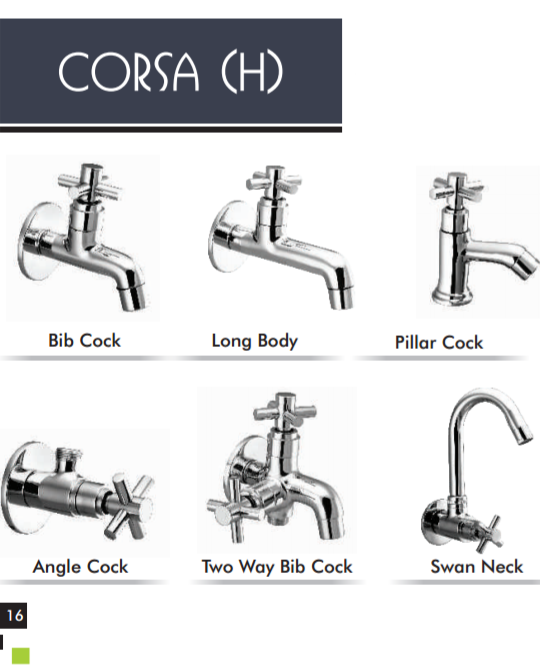 CORSA (H)
Bib Cock
Long Body
Pillar Cock
Angle Cock
Two Way Bib Cock
Swan Neck
16